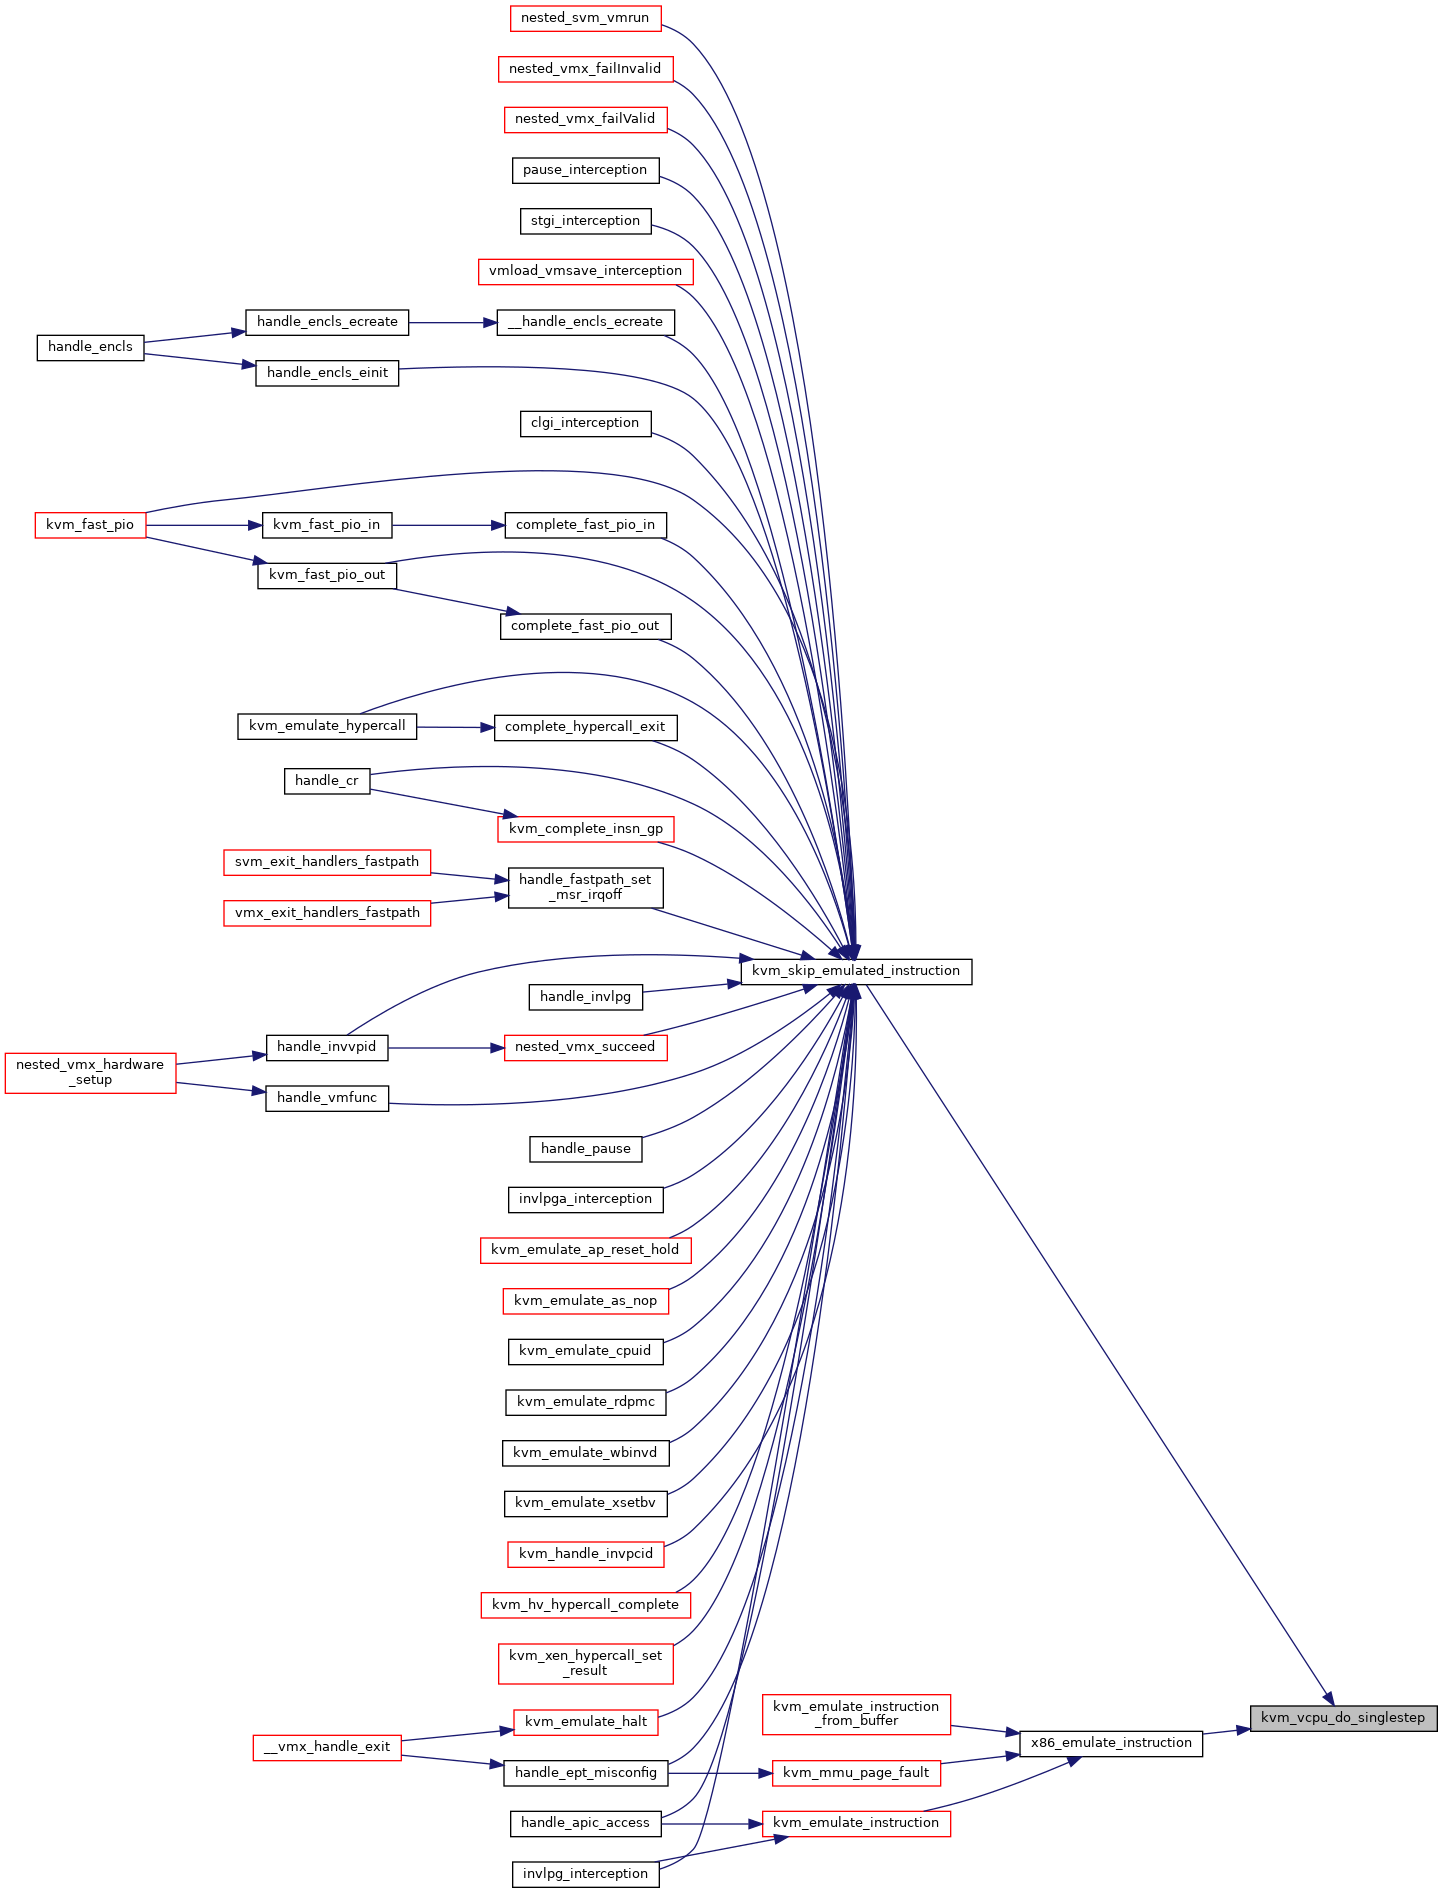 nested_svm_vmrun
nested_vmx_failInvalid
nested_vmx_failValid
pause_interception
stgi_interception
vmload_vmsave_interception
handle_encls
handle_encls_ecreate
__handle_encls_ecreate
handle_encls_einit
clgi_interception
kvm_fast_pio
kvm_fast_pio_in
complete_fast_pio_in
kvm_fast_pio_out
complete_fast_pio_out
kvm_emulate_hypercall
complete_hypercall_exit
handle_cr
kvm_complete_insn_gp
svm_exit_handlers_fastpath
vmx_exit_handlers_fastpath
handle_fastpath_set
_msr_irqoff
kvm_skip_emulated_instruction
handle_invlpg
handle_invvpid
nested_vmx_succeed
nested_vmx_hardware
_setup
handle_vmfunc
handle_pause
invlpga_interception
kvm_emulate_ap_reset_hold
kvm_emulate_as_nop
kvm_emulate_cpuid
kvm_emulate_rdpmc
kvm_emulate_wbinvd
kvm_emulate_xsetbv
kvm_handle_invpcid
kvm_hv_hypercall_complete
kvm_xen_hypercall_set
_result
kvm_emulate_halt
__vmx_handle_exit
handle_ept_misconfig
handle_apic_access
invlpg_interception
kvm_emulate_instruction
_from_buffer
kvm_mmu_page_fault
kvm_emulate_instruction
x86_emulate_instruction
kvm_vcpu_do_singlestep